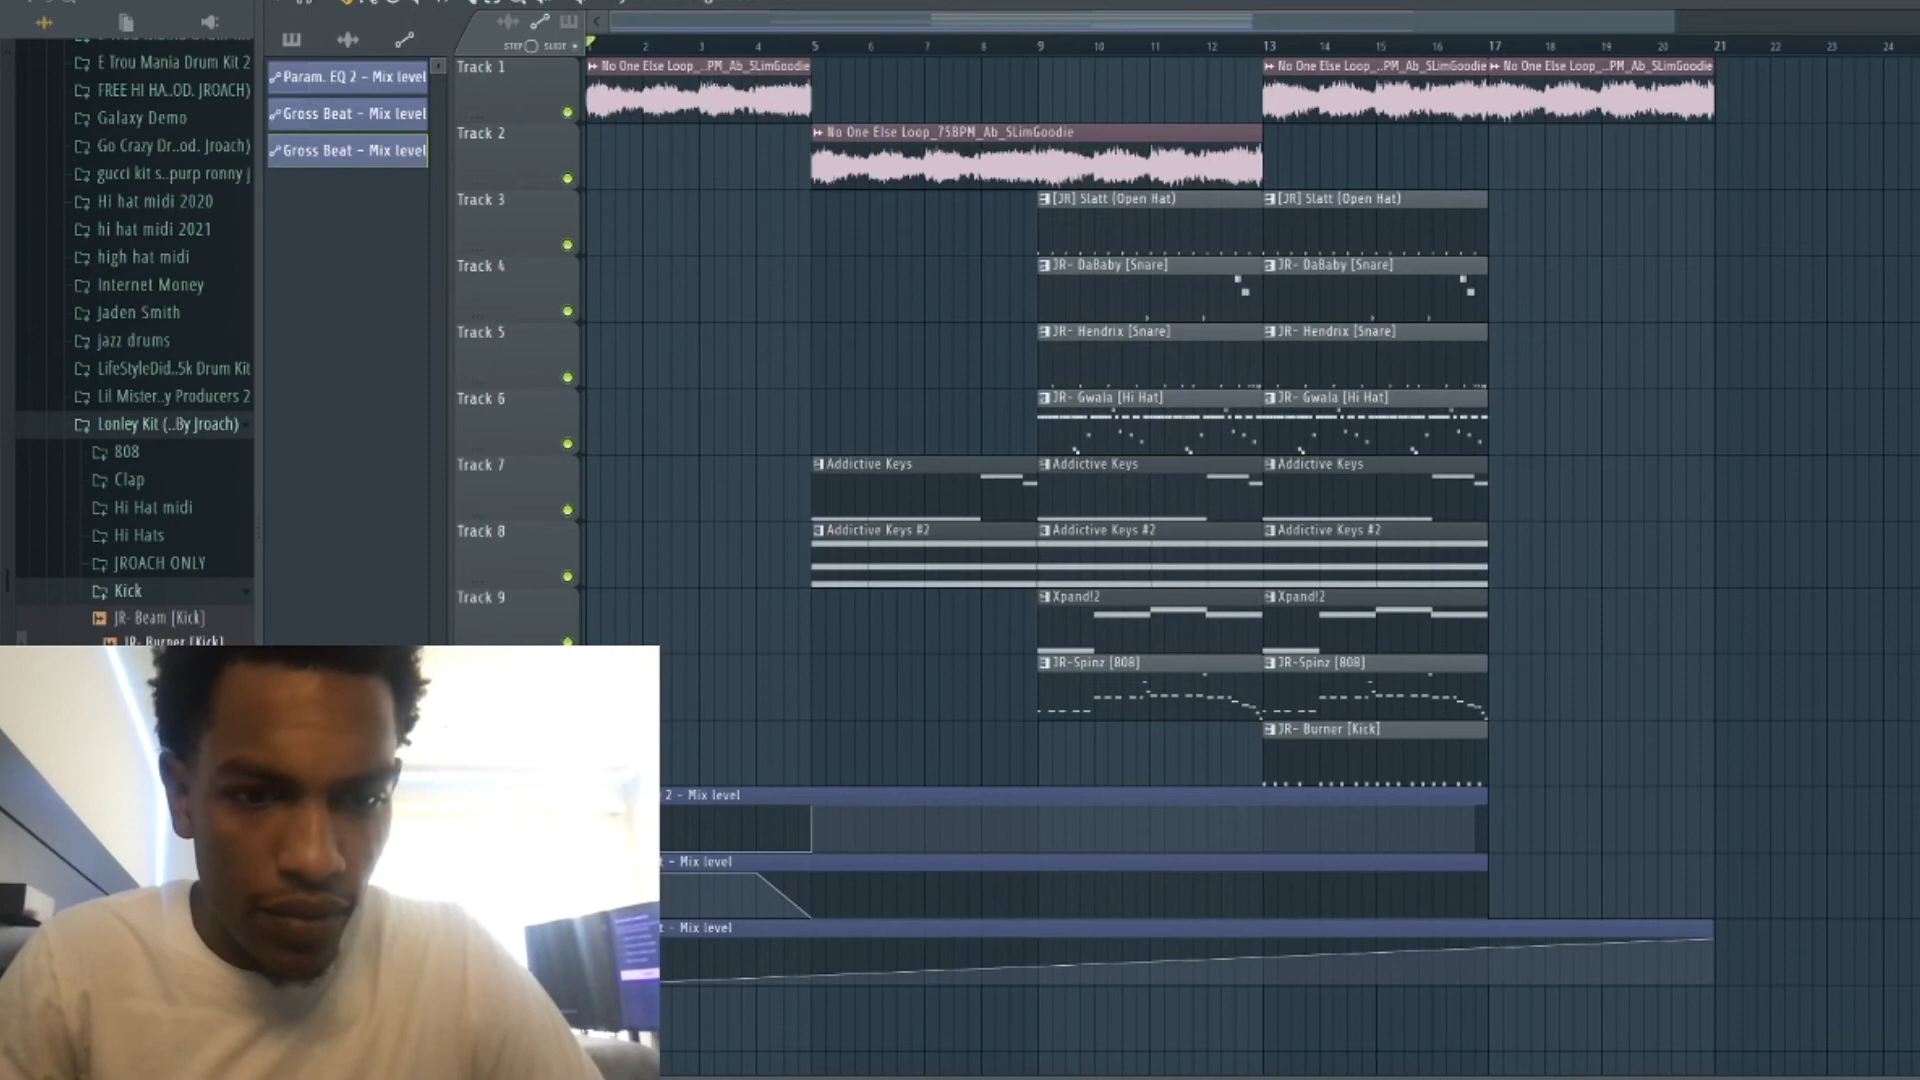 STEP SLIDE
2 3 4 5 6 7 8 9 10 11 12 13 14 15 16 17 18 19 20 21 22 23 24
E Trou Mania Drum Kit 2
FREE HI HA..OD. JROACH)
Galaxy Demo
Go Crazy Dr..od. Jroach)
gucci kit s..purp ronny j
Hi hat midi 2020
hi hat midi 2021
high hat midi
Internet Money
Jaden Smith
jazz drums
LifeStyleDid..5k Drum Kit
Lil Mister..y Producers 2
Lonley Kit (..By Jroach)
808
Clap
Hi Hat midi
Hi Hats
JROACH ONLY
Kick
JR- Beam [Kick]
JR- Burner [Kick]
Param. EQ 2 - Mix level
Gross Beat - Mix level
Gross Beat - Mix level
Track 1
No One Else Loop_..PM_Ab_SLimGoodie
No One Else Loop_..PM_Ab_SLimGoodie
No One Else Loop_..PM_Ab_SLimGoodie
Track 2
No One Else Loop_75BPM_Ab_SLimGoodie
Track 3
[JR] Slatt (Open Hat)
[JR] Slatt (Open Hat)
Track 4
JR- DaBaby [Snare]
JR- DaBaby [Snare]
Track 5
JR- Hendrix [Snare]
JR- Hendrix [Snare]
Track 6
JR- Gwala [Hi Hat]
JR- Gwala [Hi Hat]
Track 7
Addictive Keys
Addictive Keys
Addictive Keys
Track 8
Addictive Keys #2
Addictive Keys #2
Addictive Keys #2
Track 9
Xpand!2
Xpand!2
JR-Spinz [808]
JR-Spinz [808]
JR- Burner [Kick]
2 - Mix level
t - Mix level
t - Mix level